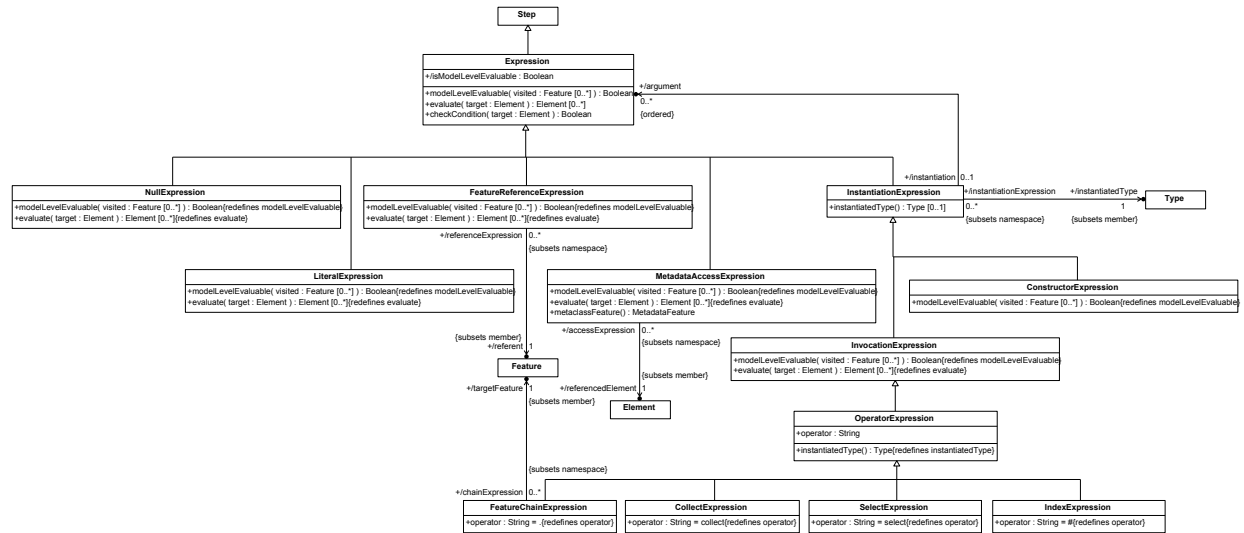 Step
Expression
+/isModelLevelEvaluable : Boolean
+modelLevelEvaluable( visited : Feature [0..*] ) : Boolean
+evaluate( target : Element ) : Element [0..*]
+checkCondition( target : Element ) : Boolean
+/argument
0..*
{ordered}
+/instantiation
0..1
NullExpression
+modelLevelEvaluable( visited : Feature [0..*] ) : Boolean{redefines modelLevelEvaluable}
+evaluate( target : Element ) : Element [0..*]{redefines evaluate}
FeatureReferenceExpression
+modelLevelEvaluable( visited : Feature [0..*] ) : Boolean{redefines modelLevelEvaluable}
+evaluate( target : Element ) : Element [0..*]{redefines evaluate}
InstantiationExpression
+instantiatedType() : Type [0..1]
+/instantiationExpression
0..*
{subsets namespace}
+/instantiatedType
1
{subsets member}
Type
+/referenceExpression
0..*
{subsets namespace}
LiteralExpression
+modelLevelEvaluable( visited : Feature [0..*] ) : Boolean{redefines modelLevelEvaluable}
+evaluate( target : Element ) : Element [0..*]{redefines evaluate}
MetadataAccessExpression
+modelLevelEvaluable( visited : Feature [0..*] ) : Boolean{redefines modelLevelEvaluable}
+evaluate( target : Element ) : Element [0..*]{redefines evaluate}
+metaclassFeature() : MetadataFeature
ConstructorExpression
+modelLevelEvaluable( visited : Feature [0..*] ) : Boolean{redefines modelLevelEvaluable}
+/accessExpression
0..*
{subsets namespace}
{subsets member}
+/referent
1
InvocationExpression
+modelLevelEvaluable( visited : Feature [0..*] ) : Boolean{redefines modelLevelEvaluable}
+evaluate( target : Element ) : Element [0..*]{redefines evaluate}
Feature
+/targetFeature
1
{subsets member}
{subsets member}
+/referencedElement
1
Element
OperatorExpression
+operator : String
+instantiatedType() : Type{redefines instantiatedType}
{subsets namespace}
+/chainExpression
0..*
FeatureChainExpression
+operator : String = .{redefines operator}
CollectExpression
+operator : String = collect{redefines operator}
SelectExpression
+operator : String = select{redefines operator}
IndexExpression
+operator : String = #{redefines operator}